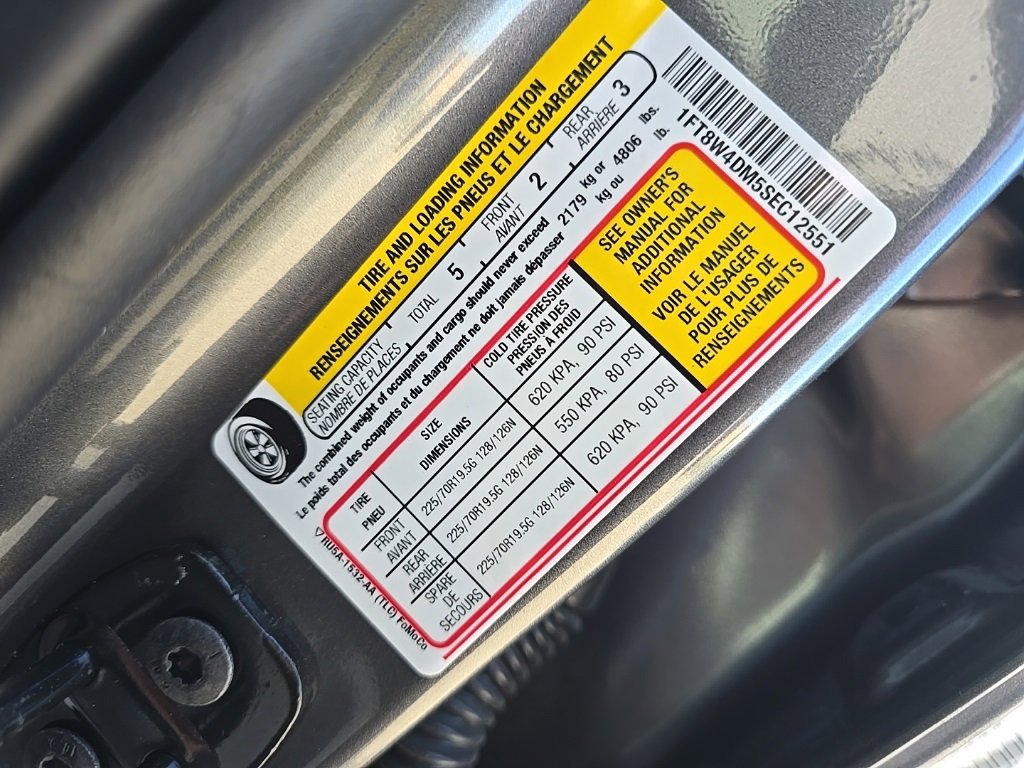 TIRE AND LOADING INFORMATION
RENSEIGNEMENTS SUR LES PNEUS ET LE CHARGEMENT
SEATING CAPACITY
NOMBRE DE PLACES
TOTAL 5
FRONT
AVANT 2
REAR
ARRIÈRE 3
The combined weight of occupants and cargo should never exceed 2179 kg or 4806 lbs.
Le poids total des occupants et du chargement ne doit jamais dépasser kg ou lb.
TIRE
PNEU
SIZE
DIMENSIONS
COLD TIRE PRESSURE
PRESSION DES
PNEUS A FROID
FRONT
AVANT
225/70R19.5G 128/126N
620 KPA, 90 PSI
REAR
ARRIÈRE
225/70R19.5G 128/126N
550 KPA, 80 PSI
SPARE
DE
SECOURS
225/70R19.5G 128/126N
620 KPA, 90 PSI
SEE OWNER'S
MANUAL FOR
ADDITIONAL
INFORMATION
VOIR LE MANUEL
DE L'USAGER
POUR PLUS DE
RENSEIGNEMENTS
1FT8W4DM5SEC12551
RU5A-1532-AA (TLC) FoMoCo